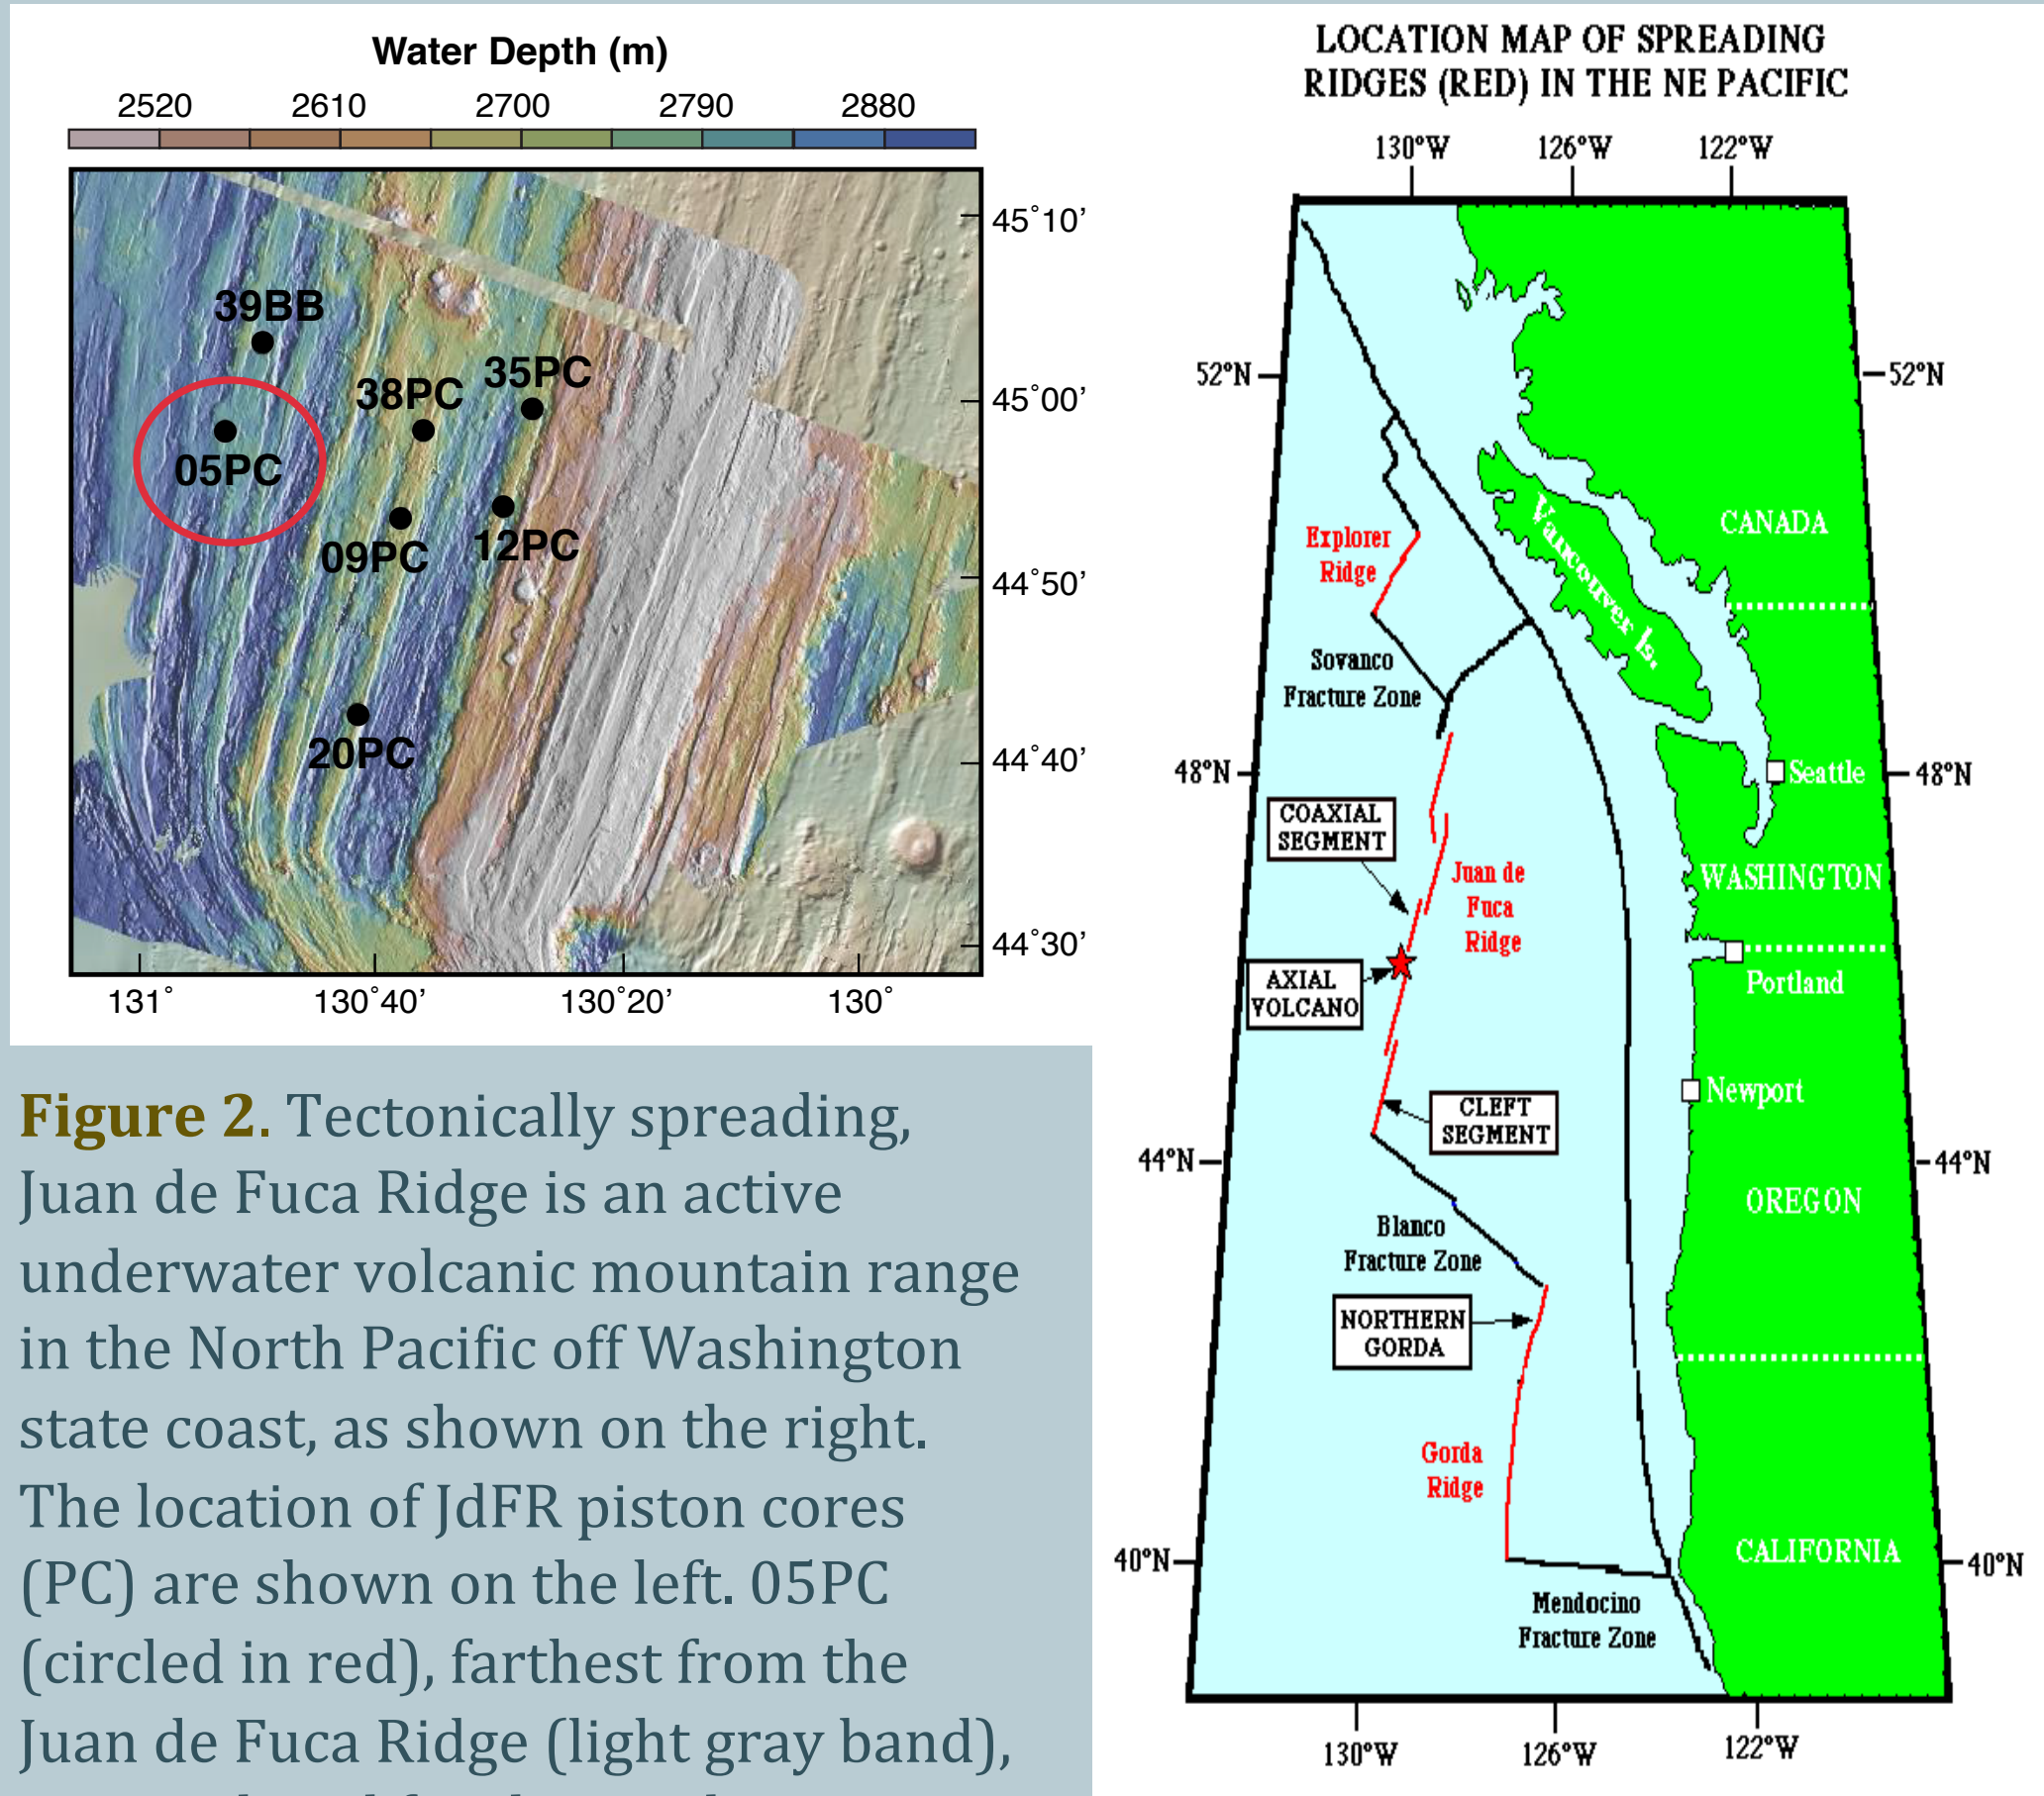 Water Depth (m)
2520 2610 2700 2790 2880
45°10'
45°00'
44°50'
44°40'
44°30'
39BB
05PC
38PC
35PC
09PC
12PC
20PC
131° 130°40' 130°20' 130°
Figure 2. Tectonically spreading,
Juan de Fuca Ridge is an active
underwater volcanic mountain range
in the North Pacific off Washington
state coast, as shown on the right.
The location of JdFR piston cores
(PC) are shown on the left. 05PC
(circled in red), farthest from the
Juan de Fuca Ridge (light gray band),
LOCATION MAP OF SPREADING
RIDGES (RED) IN THE NE PACIFIC
130°W 126°W 122°W
52°N 52°N
CANADA
Vancouver Is.
Explorer
Ridge
Sovanco
Fracture Zone
48°N Seattle 48°N
COAXIAL
SEGMENT
Juan de
Fuca
Ridge
WASHINGTON
AXIAL
VOLCANO
Portland
Newport
CLEFT
SEGMENT
44°N 44°N
OREGON
Blanco
Fracture Zone
NORTHERN
GORDA
Gorda
Ridge
CALIFORNIA
40°N 40°N
Mendocino
Fracture Zone
130°W 126°W 122°W